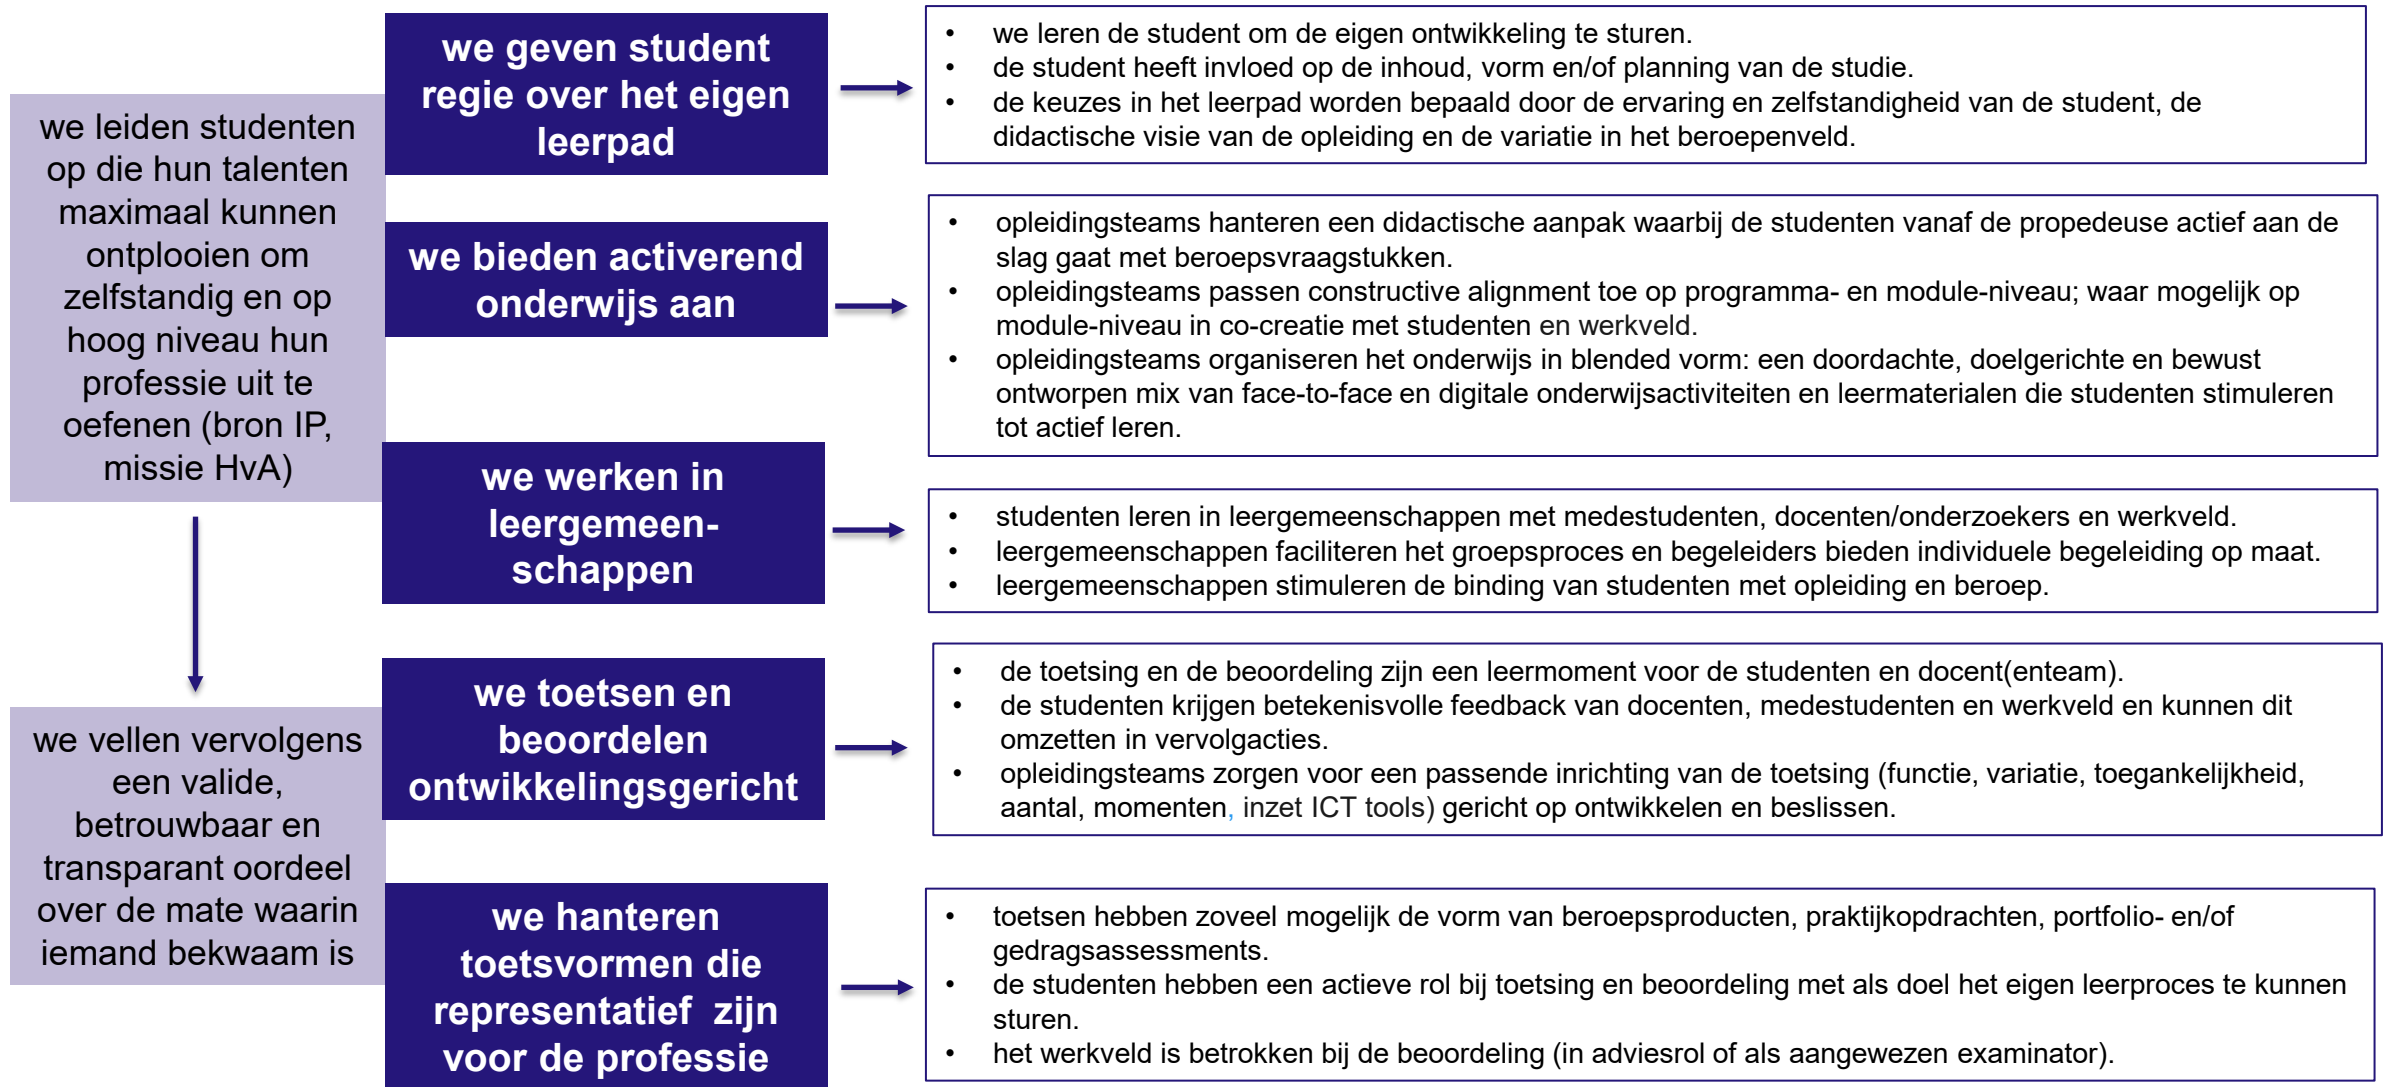 we leiden studenten
op die hun talenten
maximaal kunnen
ontplooien om
zelfstandig en op
hoog niveau hun
professie uit te
oefenen (bron IP,
missie HvA)
we vellen vervolgens
een valide,
betrouwbaar en
transparant oordeel
over de mate waarin
iemand bekwaam is
we geven student
regie over het eigen
leerpad
• we leren de student om de eigen ontwikkeling te sturen.
• de student heeft invloed op de inhoud, vorm en/of planning van de studie.
• de keuzes in het leerpad worden bepaald door de ervaring en zelfstandigheid van de student, de
didactische visie van de opleiding en de variatie in het beroepenveld.
we bieden activerend
onderwijs aan
• opleidingsteams hanteren een didactische aanpak waarbij de studenten vanaf de propedeuse actief aan de
slag gaat met beroepsvraagstukken.
• opleidingsteams passen constructive alignment toe op programma- en module-niveau; waar mogelijk op
module-niveau in co-creatie met studenten en werkveld.
• opleidingsteams organiseren het onderwijs in blended vorm: een doordachte, doelgerichte en bewust
ontworpen mix van face-to-face en digitale onderwijsactiviteiten en leermaterialen die studenten stimuleren
tot actief leren.
we werken in
leergemeen-
schappen
• studenten leren in leergemeenschappen met medestudenten, docenten/onderzoekers en werkveld.
• leergemeenschappen faciliteren het groepsproces en begeleiders bieden individuele begeleiding op maat.
• leergemeenschappen stimuleren de binding van studenten met opleiding en beroep.
we toetsen en
beoordelen
ontwikkelingsgericht
• de toetsing en de beoordeling zijn een leermoment voor de studenten en docent(enteam).
• de studenten krijgen betekenisvolle feedback van docenten, medestudenten en werkveld en kunnen dit
omzetten in vervolgacties.
• opleidingsteams zorgen voor een passende inrichting van de toetsing (functie, variatie, toegankelijkheid,
aantal, momenten, inzet ICT tools) gericht op ontwikkelen en beslissen.
we hanteren
toetsvormen die
representatief zijn
voor de professie
• toetsen hebben zoveel mogelijk de vorm van beroepsproducten, praktijkopdrachten, portfolio- en/of
gedragsassessments.
• de studenten hebben een actieve rol bij toetsing en beoordeling met als doel het eigen leerproces te kunnen
sturen.
• het werkveld is betrokken bij de beoordeling (in adviesrol of als aangewezen examinator).